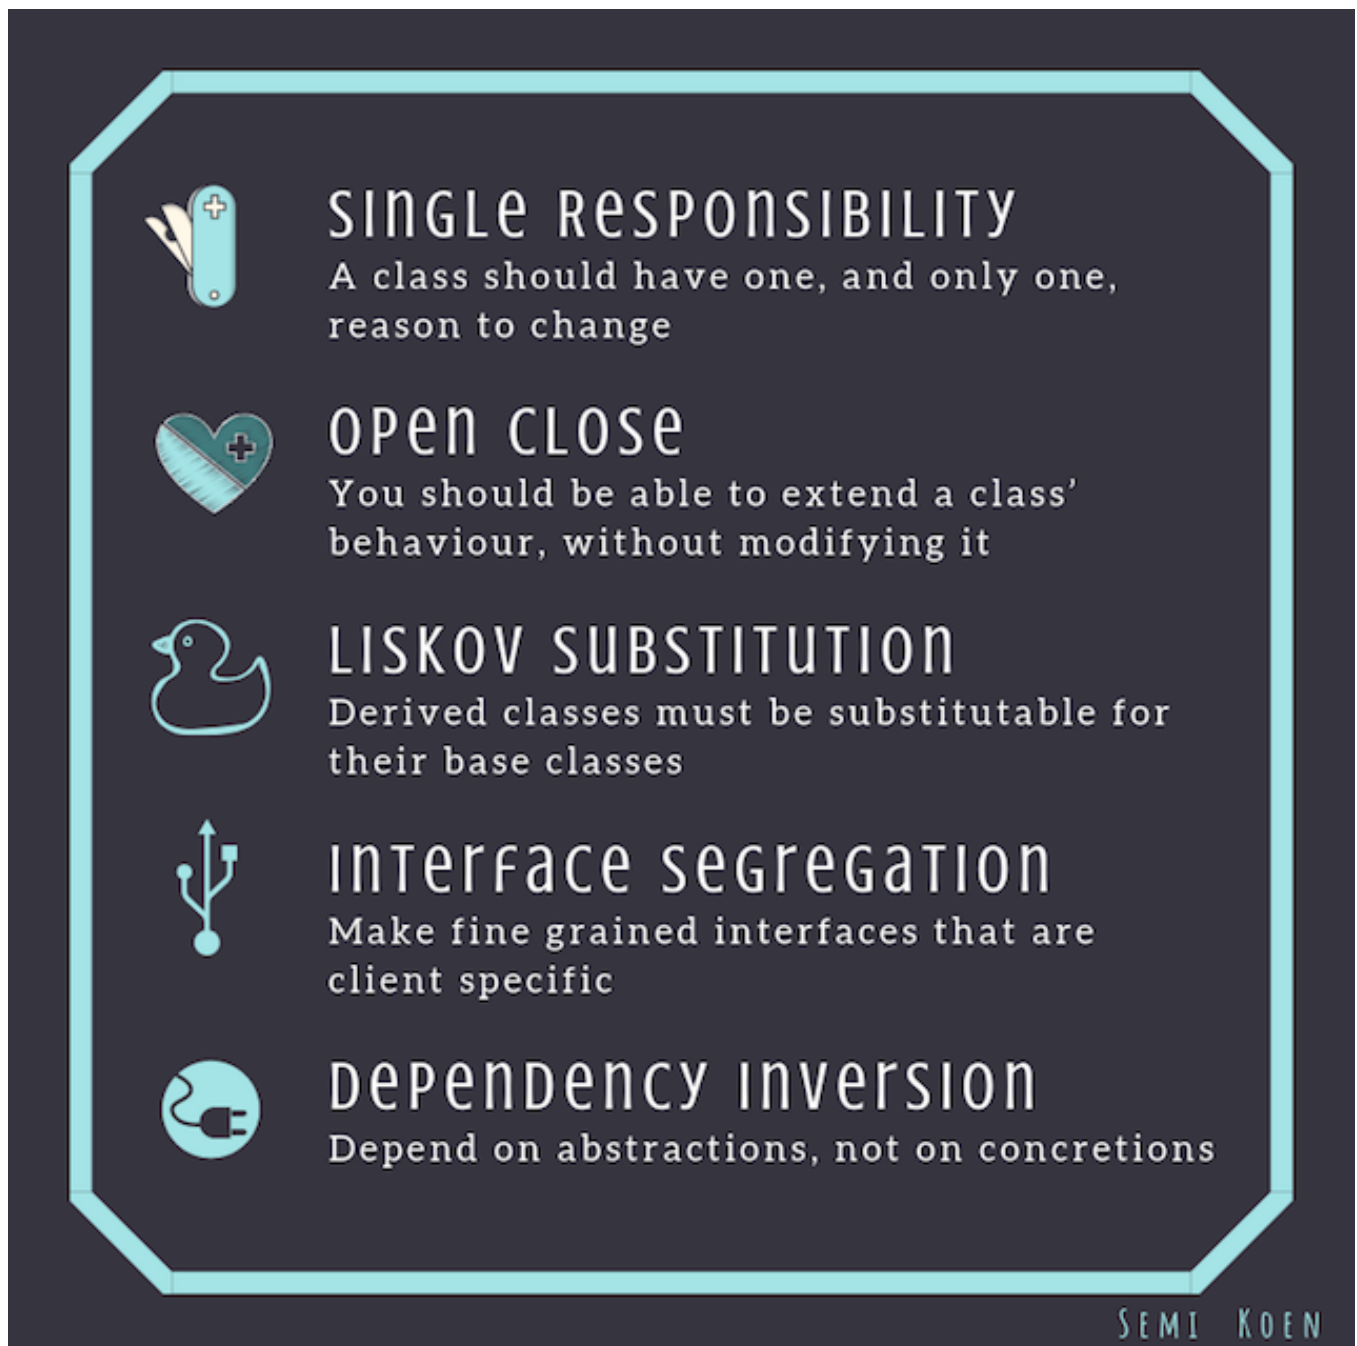 SINGLE RESPONSIBILITY
A class should have one, and only one,
reason to change
OPEN CLOSE
You should be able to extend a class’
behaviour, without modifying it
LISKOV SUBSTITUTION
Derived classes must be substitutable for
their base classes
INTERFACE SEGREGATION
Make fine grained interfaces that are
client specific
DEPENDENCY INVERSION
Depend on abstractions, not on concretions
SEMI KOEN